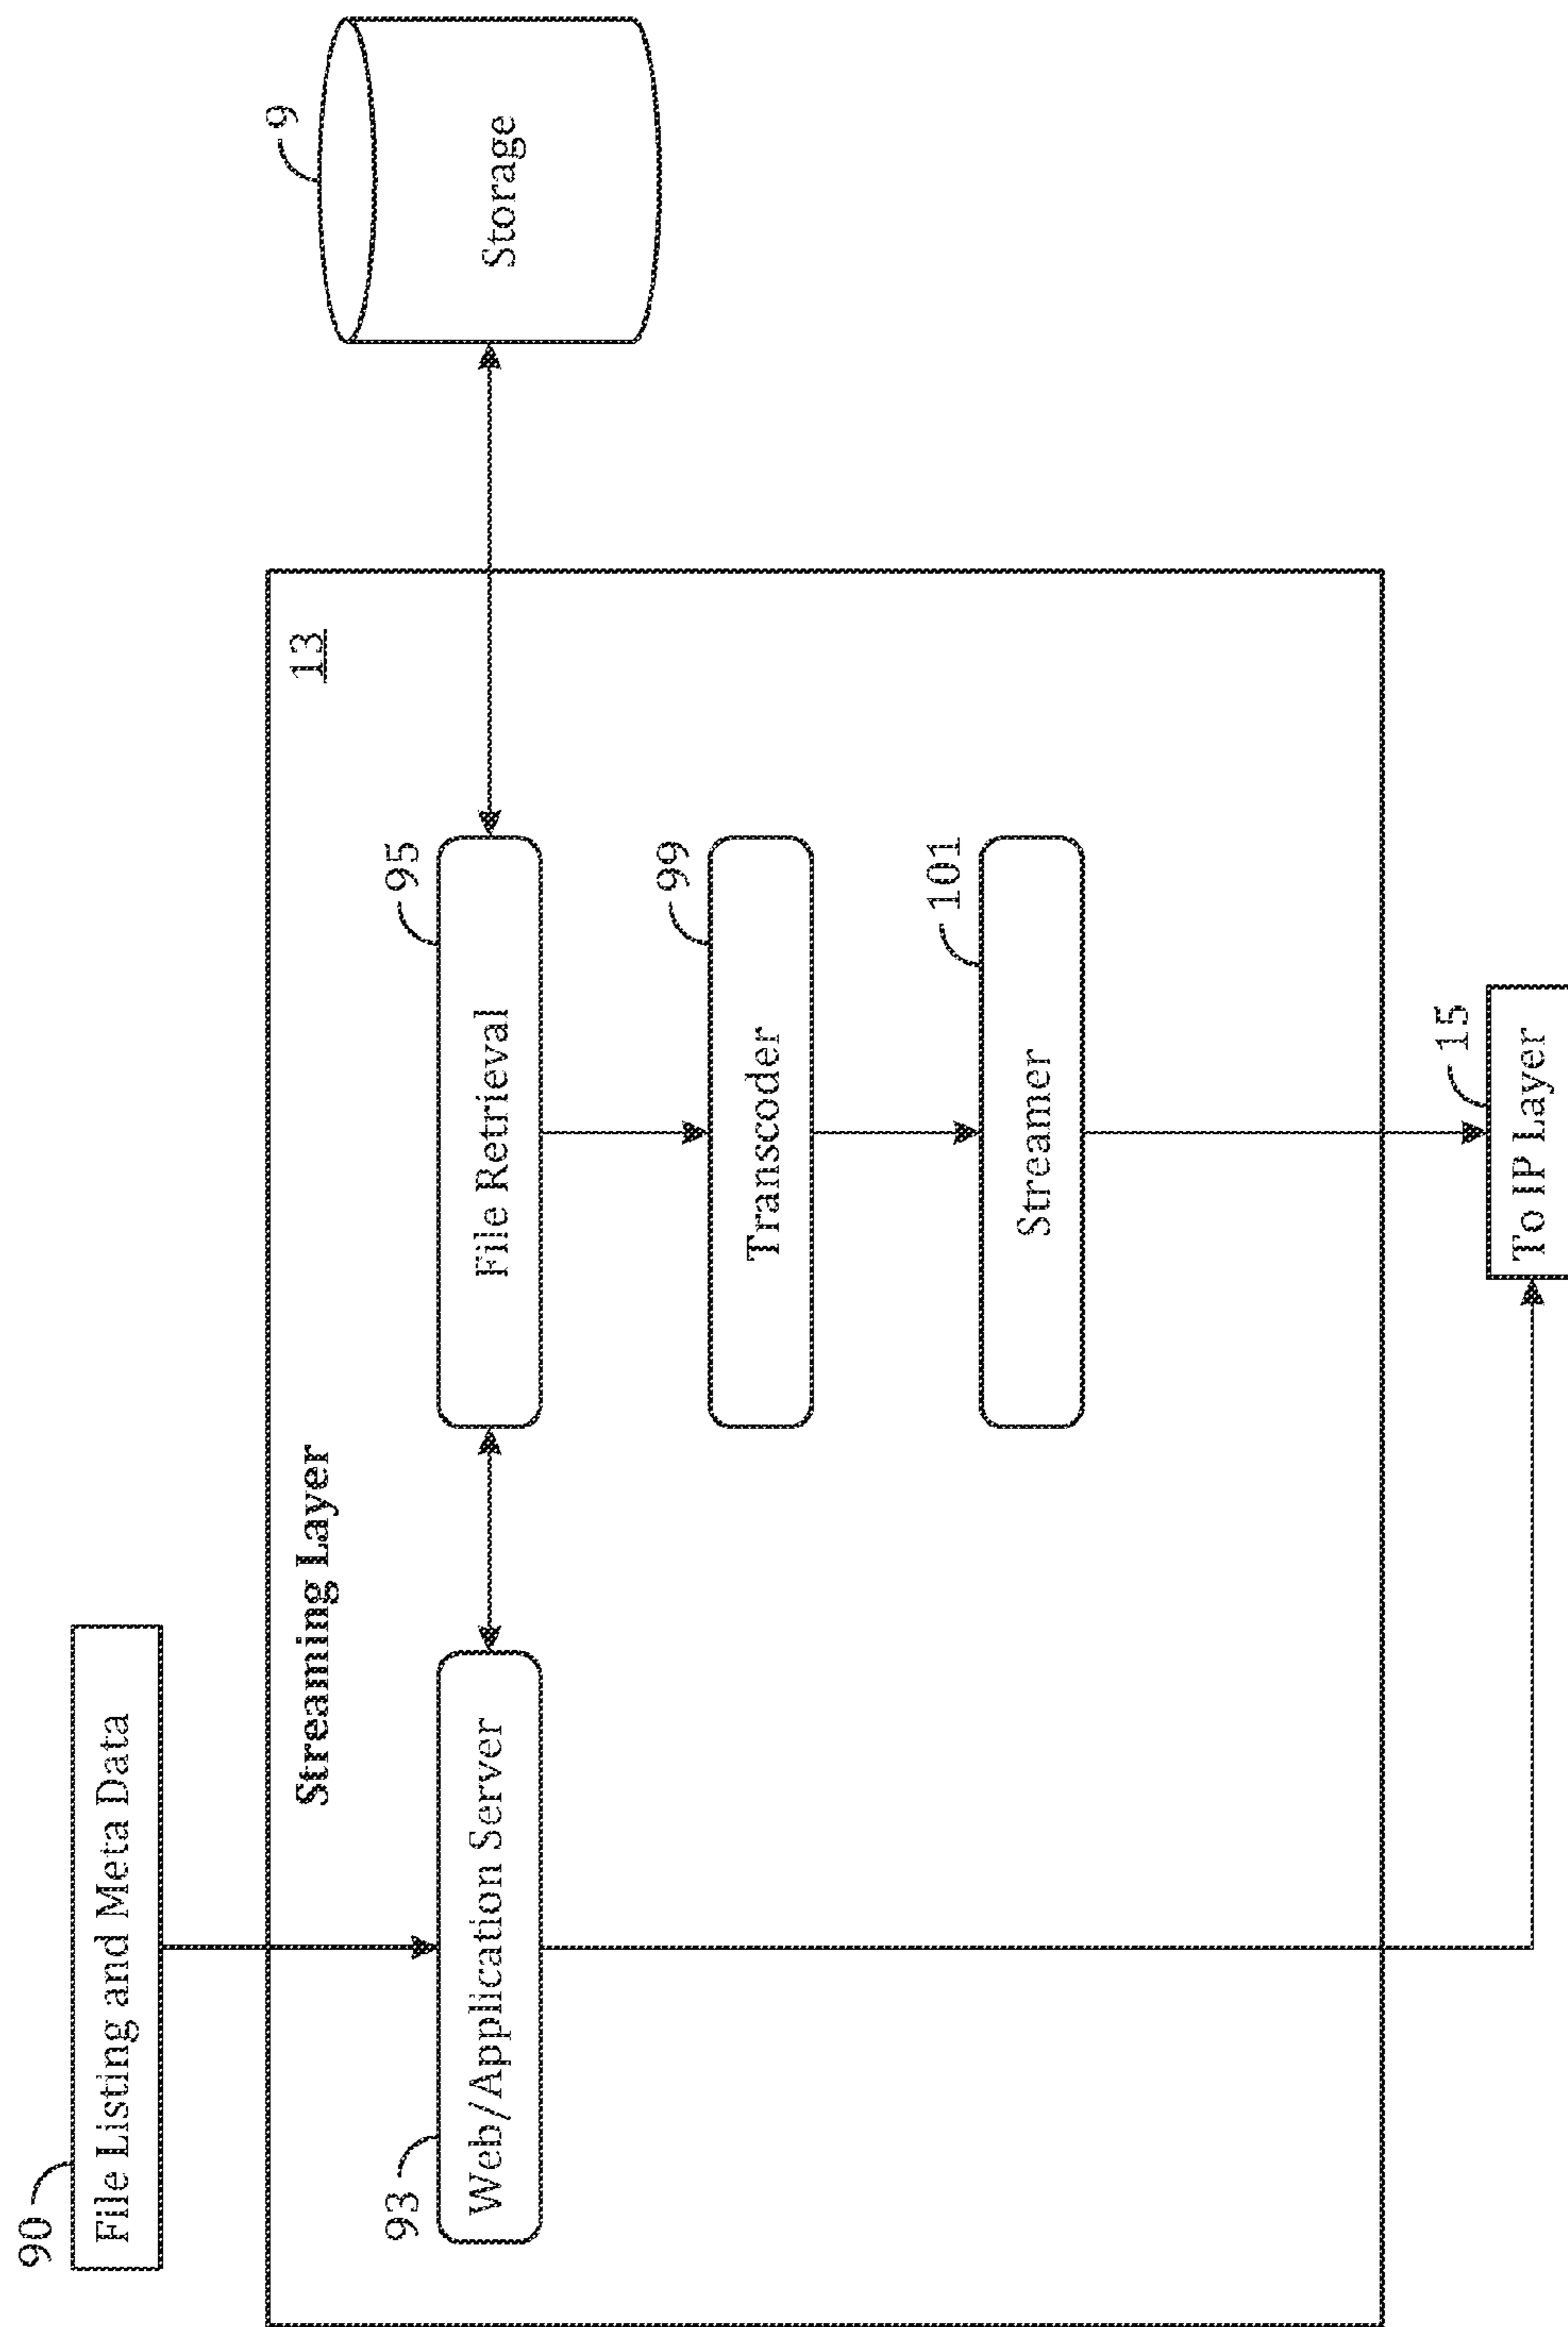 90
File Listing and Meta Data
Streaming Layer
13
9
Storage
93
Web/Application Server
95
File Retrieval
99
Transcoder
101
Streamer
15
To IP Layer